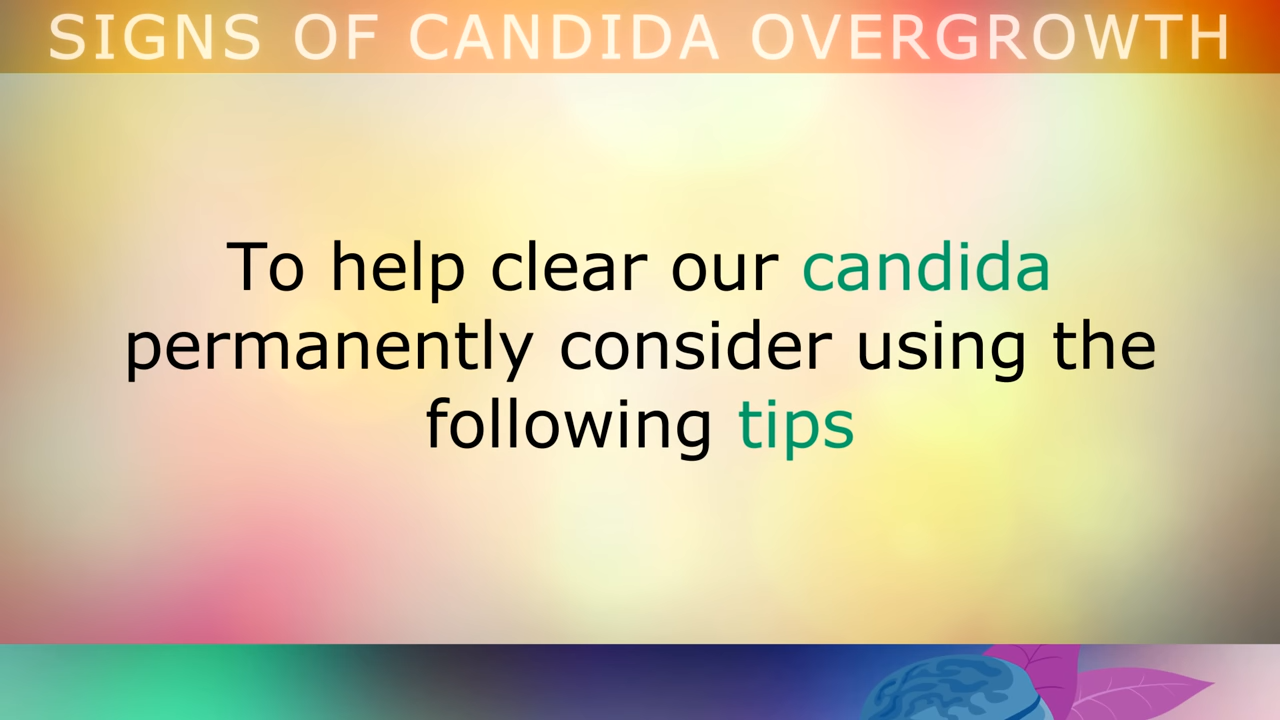 SIGNS OF CANDIDA OVERGROWTH
To help clear our candida
permanently consider using the
following tips